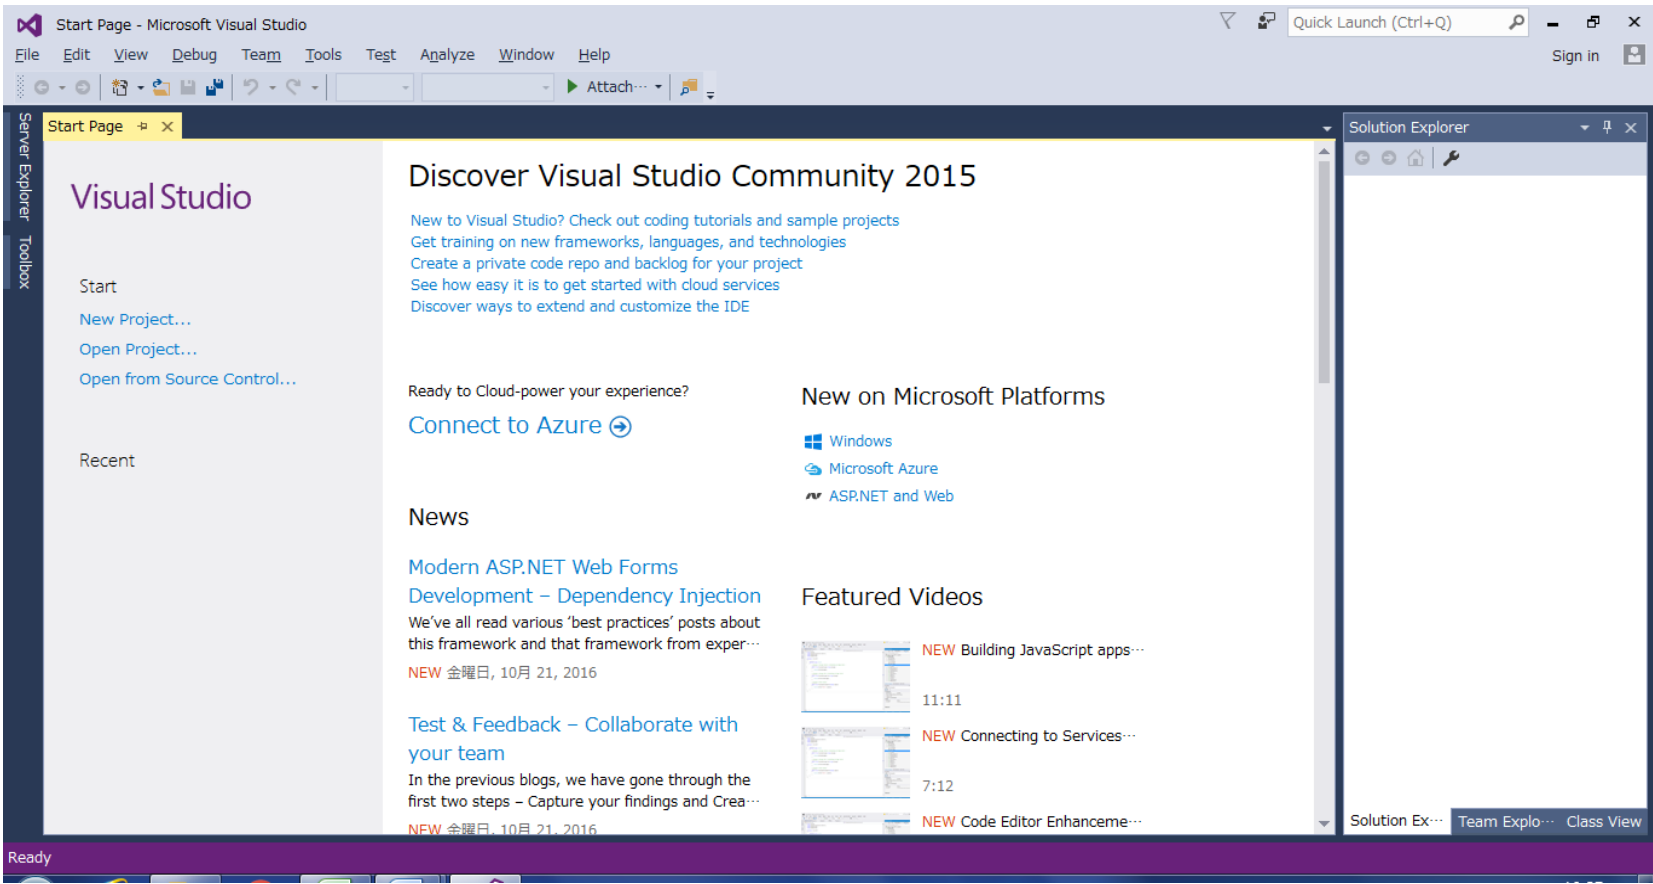 Start Page - Microsoft Visual Studio
Quick Launch (Ctrl+Q)
File Edit View Debug Team Tools Test Analyze Window Help
Sign in
Attach...
Server Explorer
Toolbox
Start Page
Visual Studio
Start
New Project...
Open Project...
Open from Source Control...
Recent
Discover Visual Studio Community 2015
New to Visual Studio? Check out coding tutorials and sample projects
Get training on new frameworks, languages, and technologies
Create a private code repo and backlog for your project
See how easy it is to get started with cloud services
Discover ways to extend and customize the IDE
Ready to Cloud-power your experience?
Connect to Azure
News
Modern ASP.NET Web Forms
Development – Dependency Injection
We've all read various 'best practices' posts about
this framework and that framework from exper...
NEW 金曜日, 10月 21, 2016
Test & Feedback – Collaborate with
your team
In the previous blogs, we have gone through the
first two steps – Capture your findings and Crea...
NEW 金曜日, 10月 21, 2016
New on Microsoft Platforms
Windows
Microsoft Azure
ASP.NET and Web
Featured Videos
NEW Building JavaScript apps...
11:11
NEW Connecting to Services...
7:12
NEW Code Editor Enhanceme...
Solution Explorer
Solution Ex... Team Explo... Class View
Ready